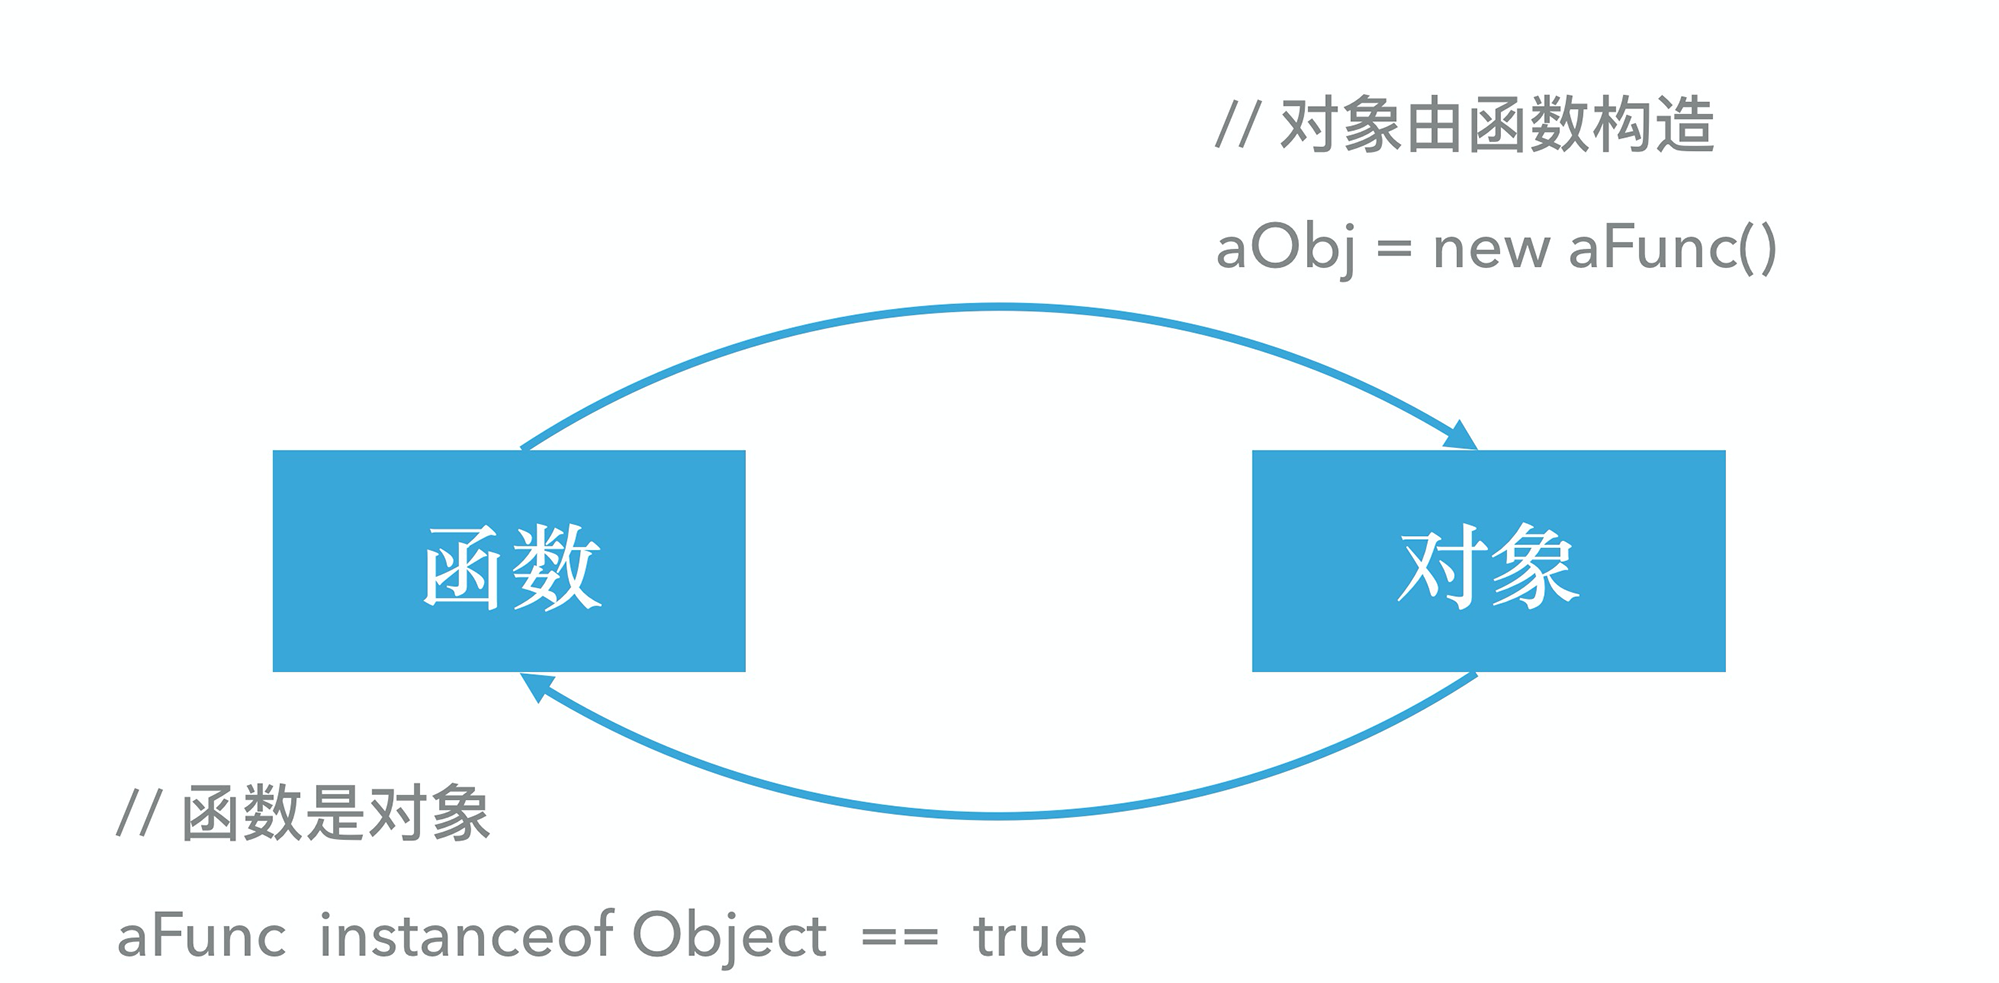 // 对象由函数构造
aObj = new aFunc()
函数
对象
// 函数是对象
aFunc instanceof Object == true